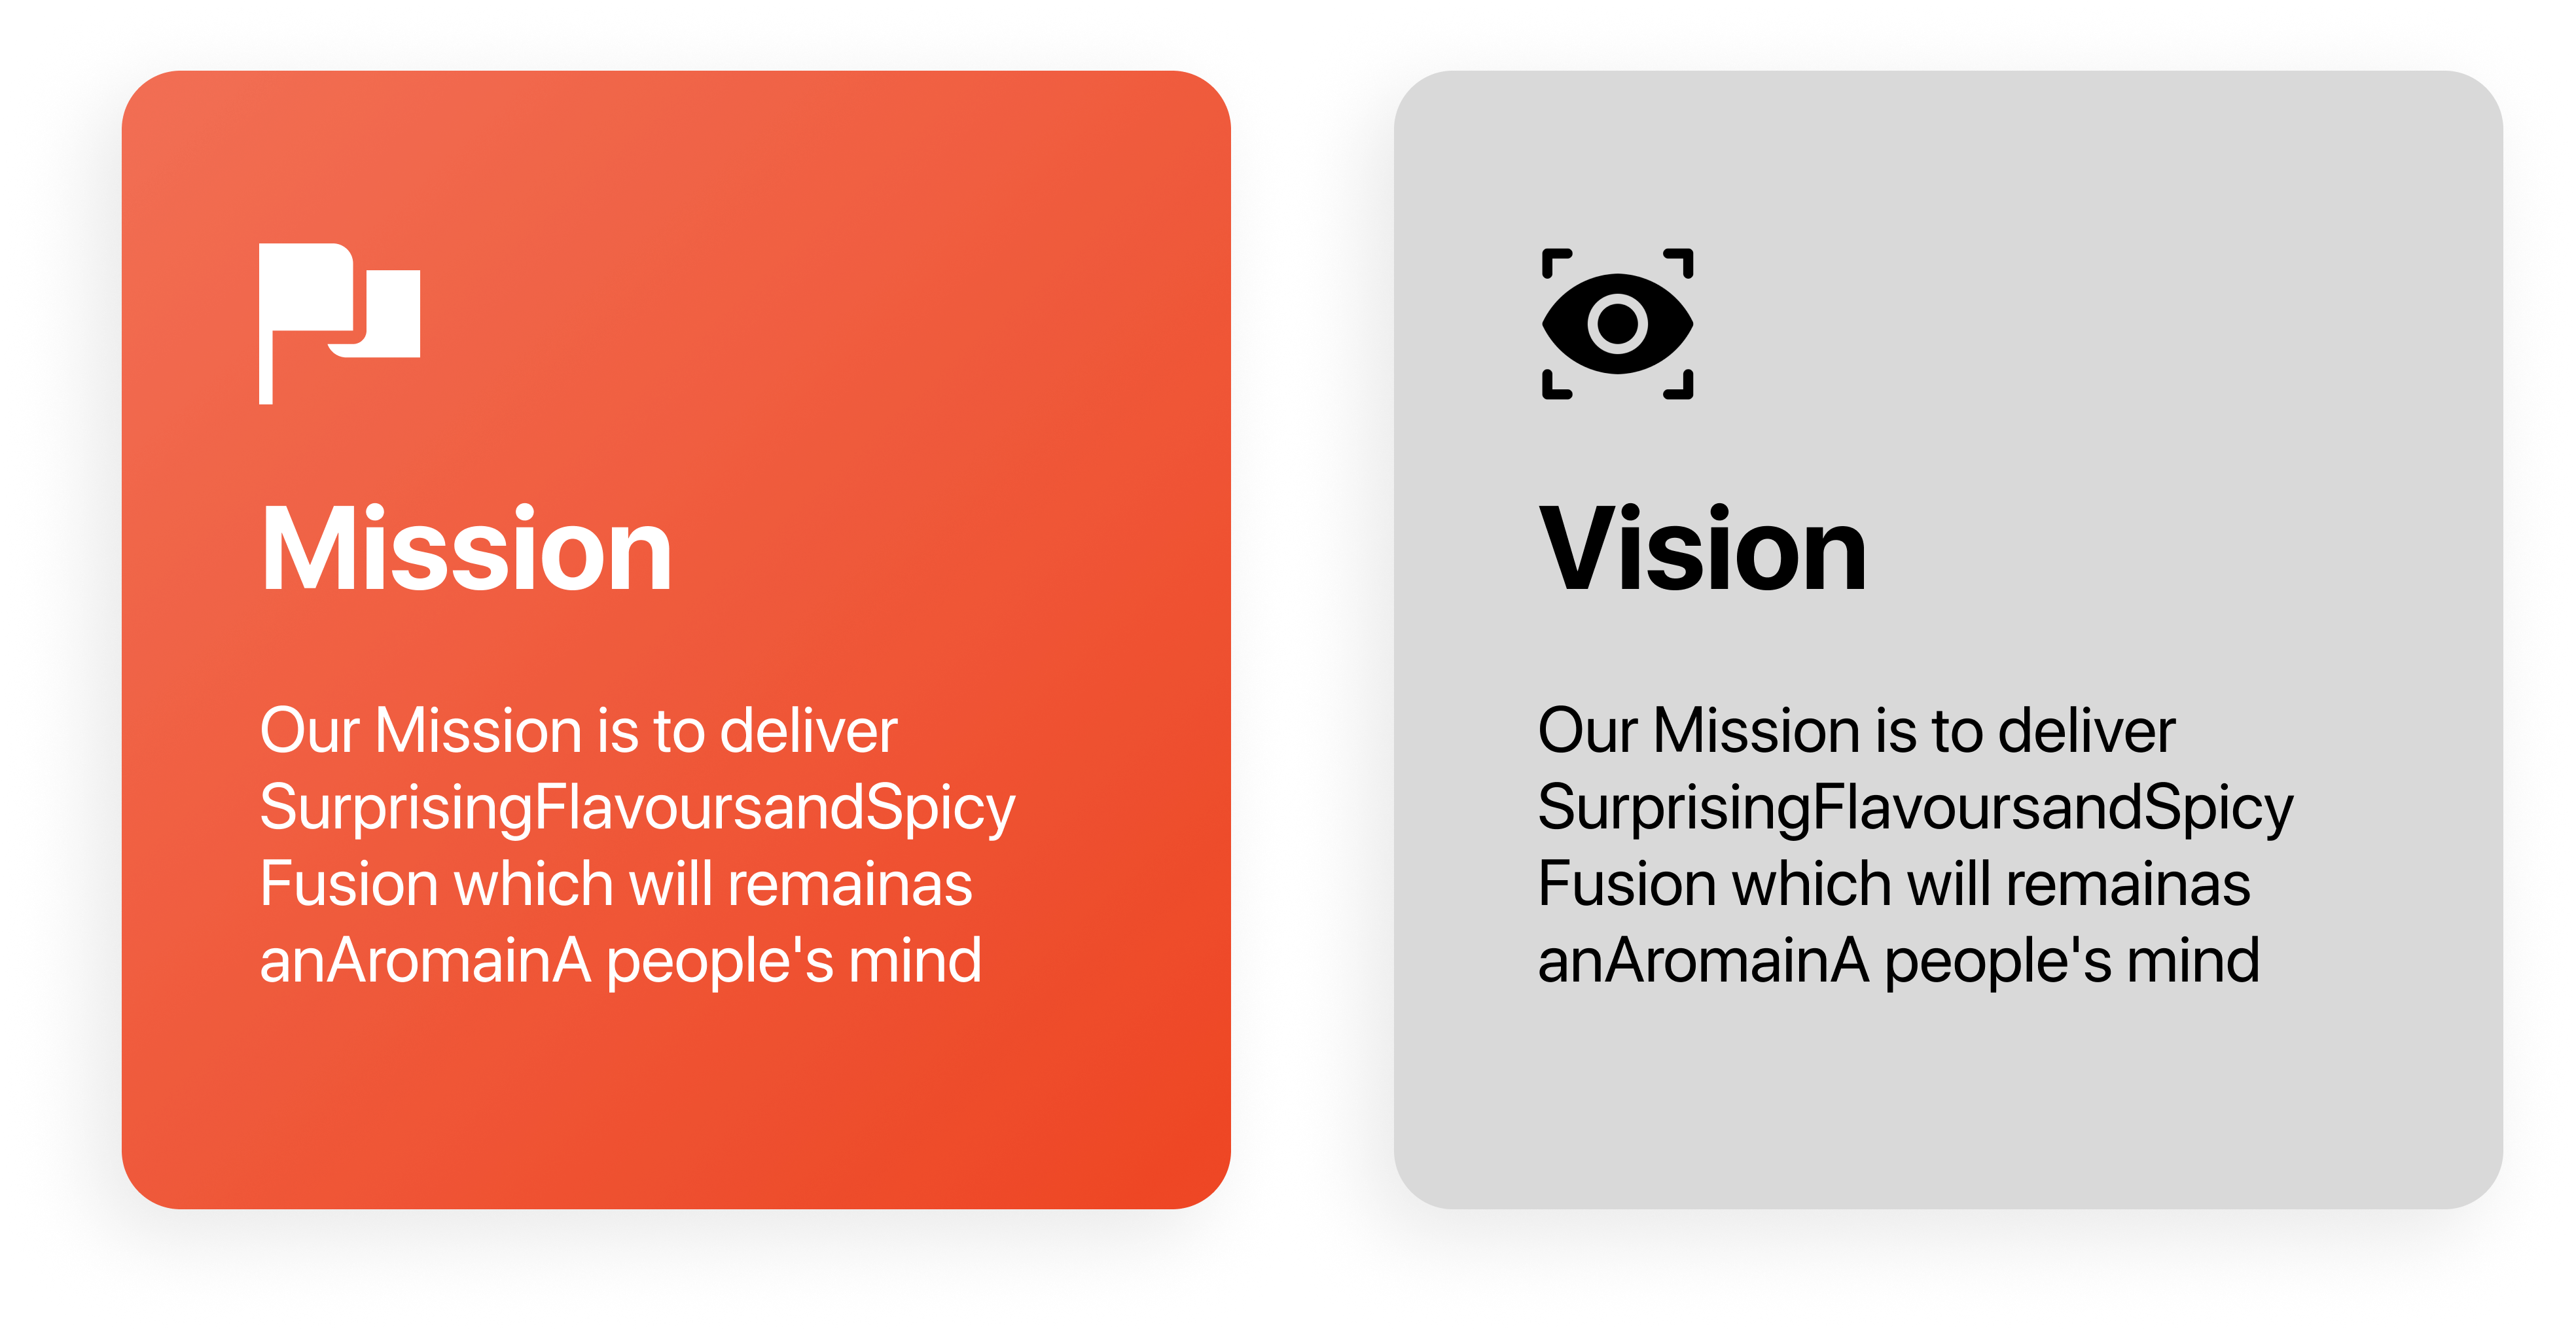 Mission
Our Mission is to deliver
SurprisingFlavoursandSpicy
Fusion which will remainas
anAromainA people's mind
Vision
Our Mission is to deliver
SurprisingFlavoursandSpicy
Fusion which will remainas
anAromainA people's mind